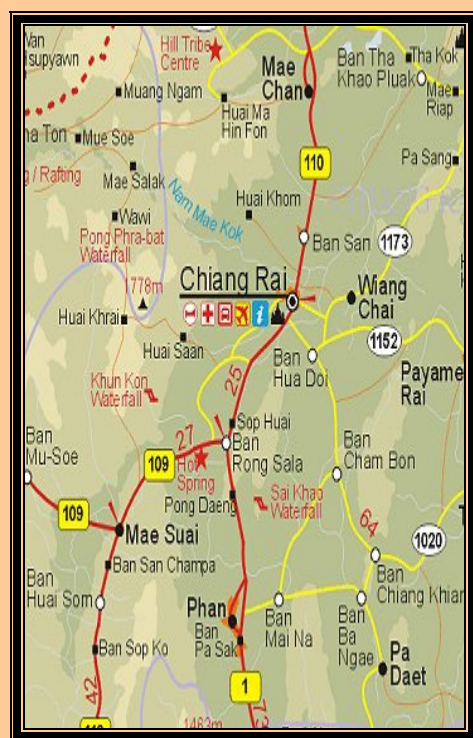 Hill Tribe
Centre
Van
Isupyawn
Mae
Chan
Ban Tha
Khao Pluak
Tha Kok
Muang Ngam
Huai Ma
Hin Fon
Mae
Riap
ha Ton
Mue Soe
Pa Sang
g / Rafting
Mae Salak
110
Nam Mae Kok
Huai Khom
Wawi
Pong Phra-bat
Waterfall
Ban San
1173
1778m
Chiang Rai
i
Wiang
Chai
Huai Khrai
Huai Saan
1152
Ban
Hua Doi
Payame
Rai
Khun Kon
Waterfall
25
Sop Huai
27
Ban
Mu-Soe
109
Hot
Spring
Ban
Rong Sala
Ban
Cham Bon
109
Pong Daeng
Sai Khao
Waterfall
64
Mae Suai
1020
Ban San Champa
Ban
Chiang Khian
Ban
Huai Som
Phan
Ban
Pa Sak
Ban
Mai Na
Ban
Ba
Ngae
Ban Sop Ko
Pa
Daet
42
1
1463m